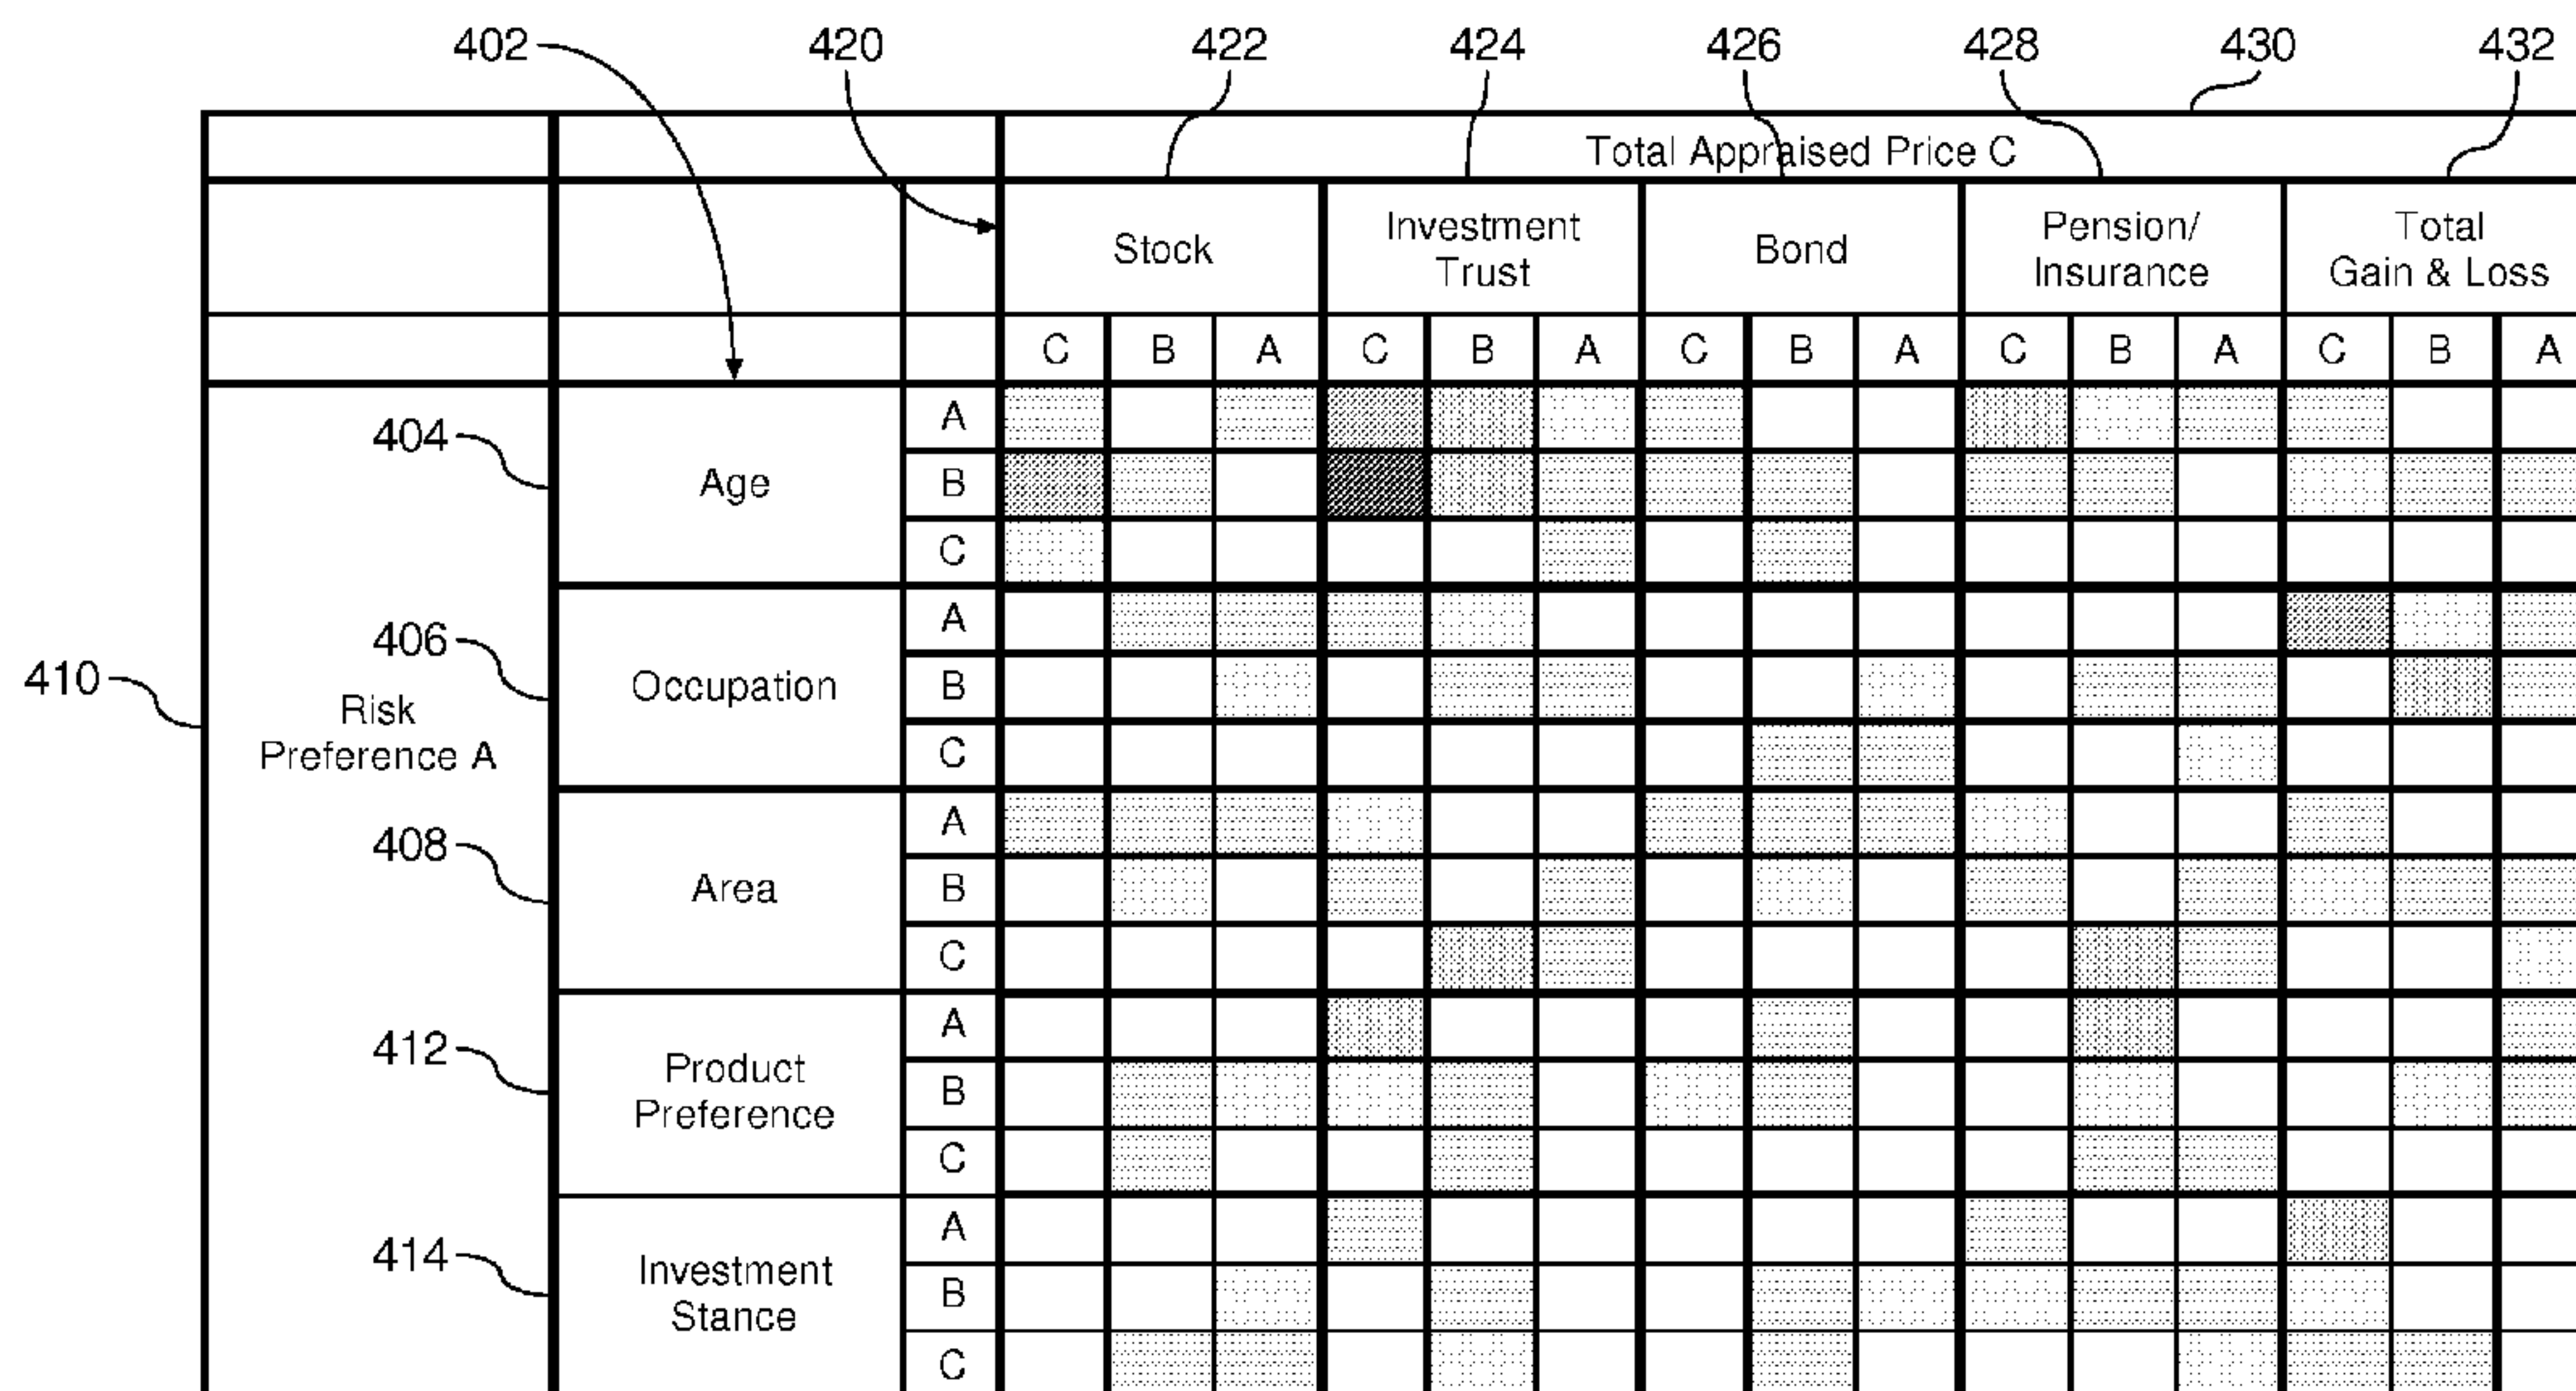 402 420 422 424 426 428 430 432
Total Appraised Price C
Stock
Investment
Trust
Bond
Pension/
Insurance
Total
Gain & Loss
C B A C B A C B A C B A C B A
410
Risk
Preference A
404
Age
A
B
C
406
Occupation
A
B
C
408
Area
A
B
C
412
Product
Preference
A
B
C
414
Investment
Stance
A
B
C